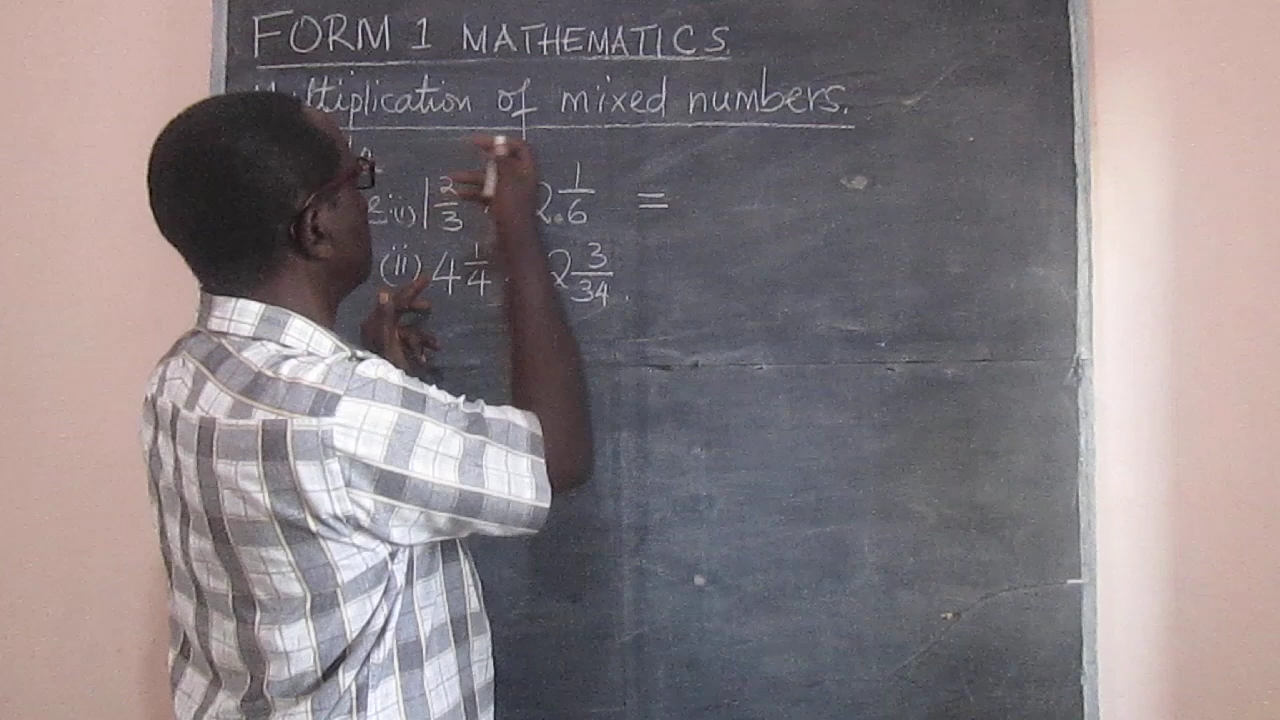 FORM 1 MATHEMATICS
Multiplication of mixed numbers.
(i) 1 2/3 2 1/6 =
(ii) 4 1/4 2 3/34.